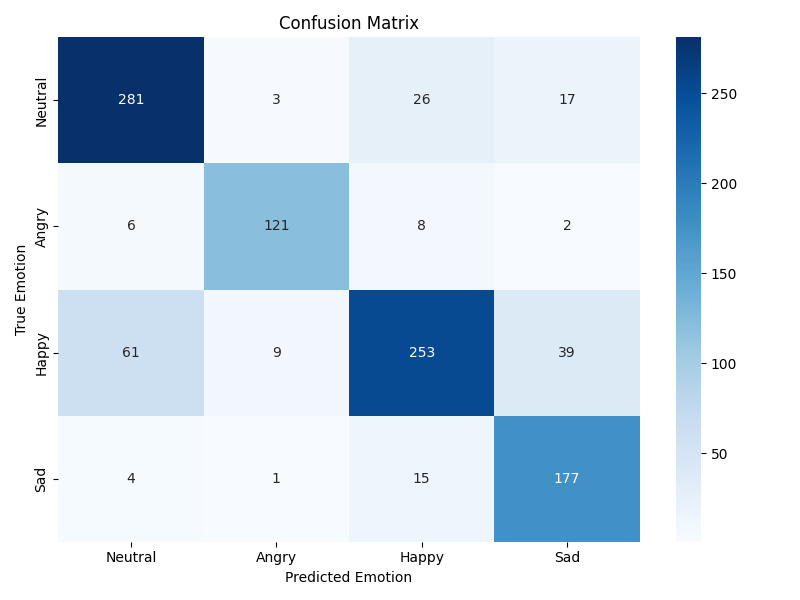 Confusion Matrix
True Emotion
Neutral
281 3 26 17
Angry
6 121 8 2
Happy
61 9 253 39
Sad
4 1 15 177
Neutral Angry Happy Sad
Predicted Emotion
250
200
150
100
50